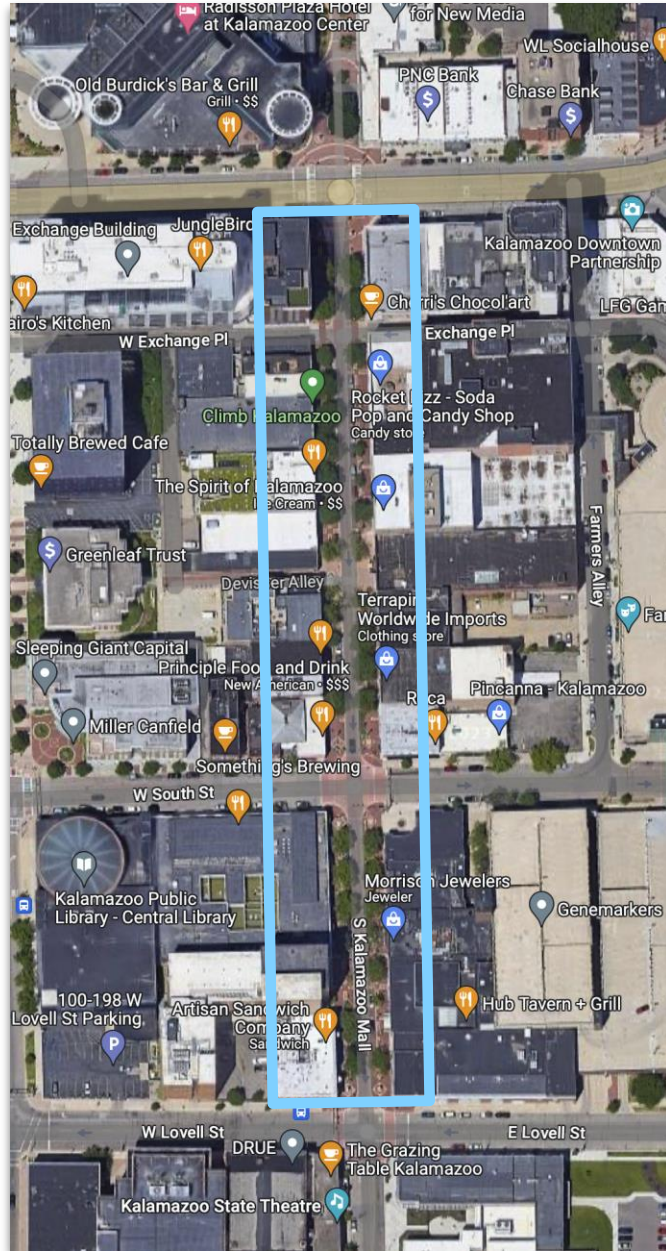 Radisson Plaza Hotel
at Kalamazoo Center
for New Media
WL Socialhouse
Old Burdick's Bar & Grill
Grill • $$
PNC Bank
Chase Bank
Exchange Building
JungleBird
Kalamazoo Downtown
Partnership
Cherri's Chocol'art
LFG Gam
airo's Kitchen
W Exchange Pl
Exchange Pl
Climb Kalamazoo
Rocket Fizz - Soda
Pop and Candy Shop
Candy store
Totally Brewed Cafe
The Spirit of Kalamazoo
Ice Cream • $$
Farmers Alley
Greenleaf Trust
Devisser Alley
Terrapin
Worldwide Imports
Clothing store
Far
Sleeping Giant Capital
Principle Food and Drink
New American • $$$
Roca
Pincanna - Kalamazoo
Miller Canfield
Something's Brewing
W South St
Kalamazoo Public
Library - Central Library
Morrison Jewelers
Jeweler
Genemarkers
S Kalamazoo Mall
100-198 W
Lovell St Parking
Artisan Sandwich
Company
Sandwich
Hub Tavern + Grill
W Lovell St
E Lovell St
DRUE
The Grazing
Table Kalamazoo
Kalamazoo State Theatre